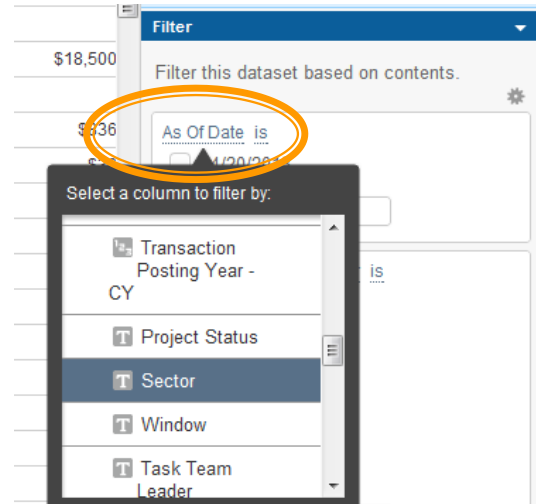 Filter
$18,500
Filter this dataset based on contents.
As Of Date is
Select a column to filter by:
Transaction
Posting Year -
CY
is
Project Status
Sector
Window
Task Team
Leader